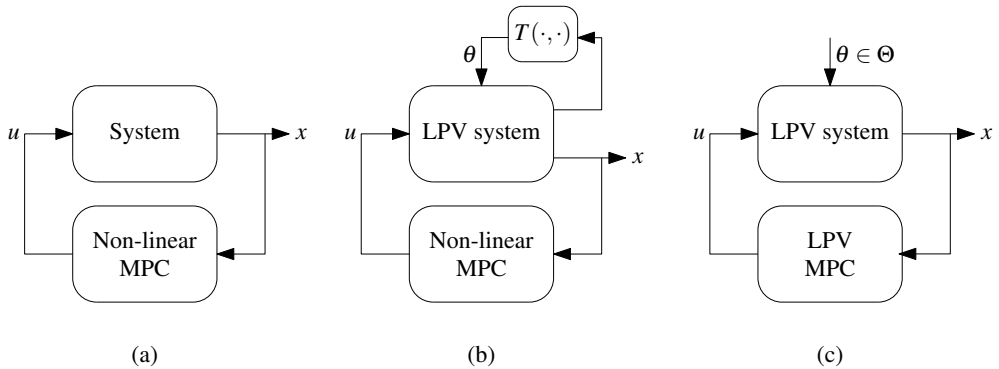 u
System
x
Non-linear
MPC
(a)
T(·,·)
θ
u
LPV system
x
Non-linear
MPC
(b)
θ ∈ Θ
u
LPV system
x
LPV
MPC
(c)